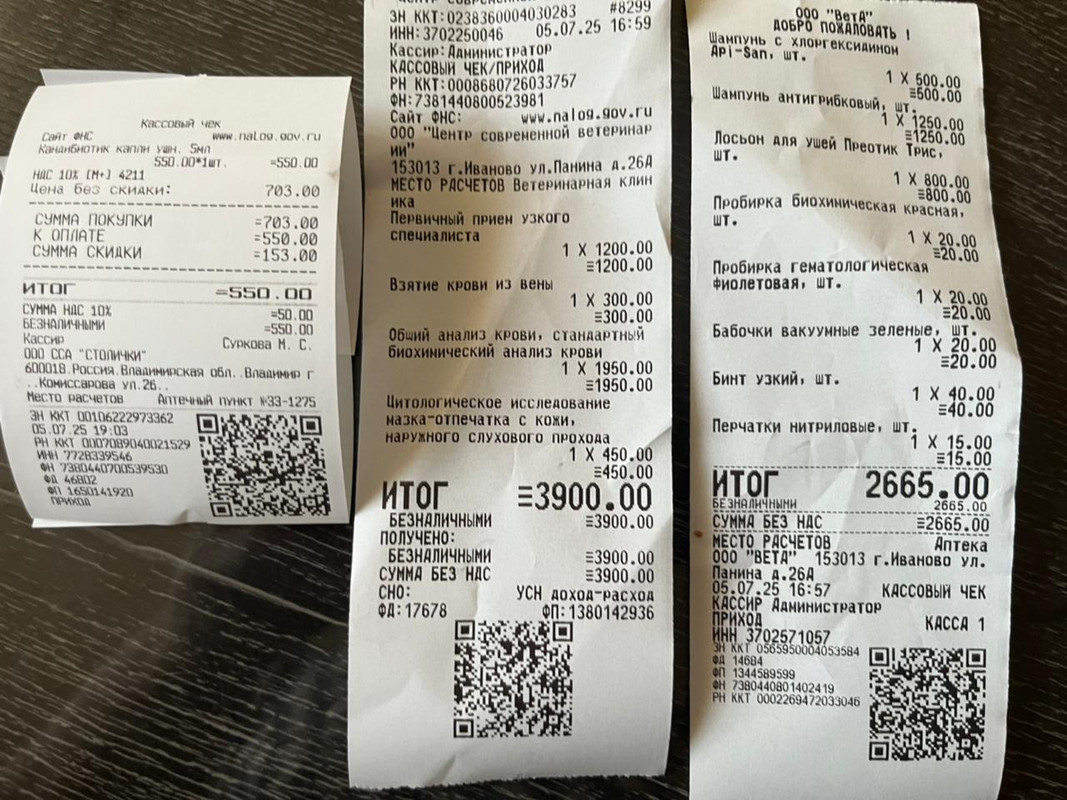 Кассовый чек
Сайт ФНС www.nalog.gov.ru
Кандибиотик капли ушн. 5мл
550.00*1шт. =550.00
НДС 10% [М+] 4211
Цена без скидки: 703.00
СУММА ПОКУПКИ =703.00
К ОПЛАТЕ =550.00
СУММА СКИДКИ =153.00
ИТОГ =550.00
СУММА НДС 10% =50.00
БЕЗНАЛИЧНЫМИ =550.00
Кассир Суркова М. С.
ООО ССА "СТОЛИЧКИ"
600018.Россия.Владимирская обл..Владимир г
..Комиссарова ул.26..
Место расчетов Аптечный пункт №33-1275
ЗН ККТ 00106222973362
05.07.25 19:03
РН ККТ 0007089040021529
ИНН 7728339546
ФН 7380440700539530
ФД 46802
ФП 1650141920
ПРИХОД
ЗН ККТ:0238360004030283 #8299
ИНН:3702250046 05.07.25 16:59
Кассир:Администратор
КАССОВЫЙ ЧЕК/ПРИХОД
РН ККТ:0008680726033757
ФН:7381440800523981
Сайт ФНС: www.nalog.gov.ru
ООО "Центр современной ветеринар
ии"
153013 г.Иваново ул.Панина д.26А
МЕСТО РАСЧЕТОВ Ветеринарная клин
ика
Первичный прием узкого
специалиста
1 X 1200.00
≡1200.00
Взятие крови из вены
1 X 300.00
≡300.00
Общий анализ крови, стандартный
биохимический анализ крови
1 X 1950.00
≡1950.00
Цитологическое исследование
мазка-отпечатка с кожи,
наружного слухового прохода
1 X 450.00
≡450.00
ИТОГ ≡3900.00
БЕЗНАЛИЧНЫМИ ≡3900.00
ПОЛУЧЕНО:
БЕЗНАЛИЧНЫМИ ≡3900.00
СУММА БЕЗ НДС ≡3900.00
СНО: УСН доход-расход
ФД:17678 ФП:1380142936
ООО "ВетА"
ДОБРО ПОЖАЛОВАТЬ !
Шампунь с хлоргексидином
Api-San, шт.
1 X 500.00
≡500.00
Шампунь антигрибковый, шт.
1 X 1250.00
≡1250.00
Лосьон для ушей Преотик Трис,
шт.
1 X 800.00
≡800.00
Пробирка биохимическая красная,
шт.
1 X 20.00
≡20.00
Пробирка гематологическая
фиолетовая, шт.
1 X 20.00
≡20.00
Бабочки вакуумные зеленые, шт.
1 X 20.00
≡20.00
Бинт узкий, шт.
1 X 40.00
≡40.00
Перчатки нитриловые, шт.
1 X 15.00
≡15.00
ИТОГ 2665.00
БЕЗНАЛИЧНЫМИ 2665.00
СУММА БЕЗ НДС ≡2665.00
МЕСТО РАСЧЕТОВ Аптека
ООО "ВЕТА" 153013 г.Иваново ул.
Панина д.26А
05.07.25 16:57 КАССОВЫЙ ЧЕК
КАССИР Администратор
ПРИХОД КАССА 1
ИНН 3702571057
ЗН ККТ 0565950004053584
ФД 14684
ФП 1344589599
ФН 7380440801402419
РН ККТ 0002269472033046